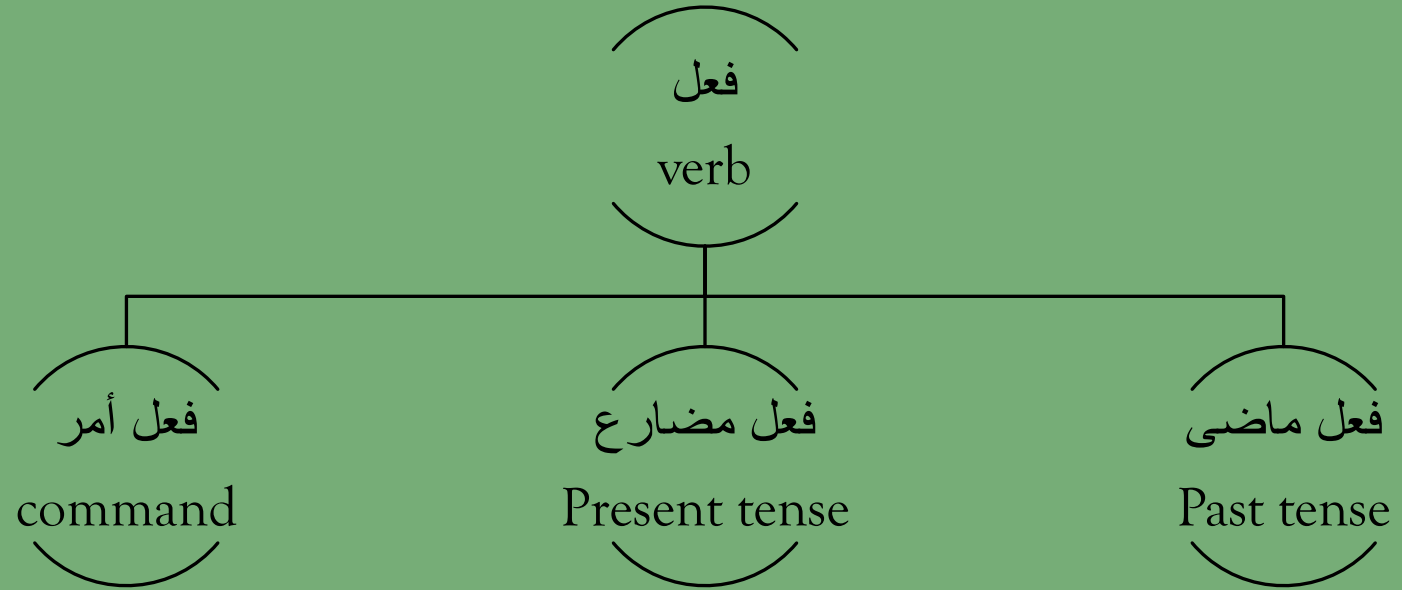 فعل
verb
فعل أمر
command
فعل مضارع
Present tense
فعل ماضى
Past tense